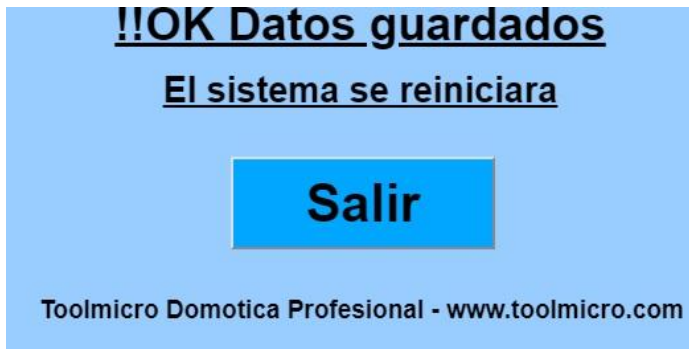 !!OK Datos guardados
El sistema se reiniciara
Salir
Toolmicro Domotica Profesional - www.toolmicro.com